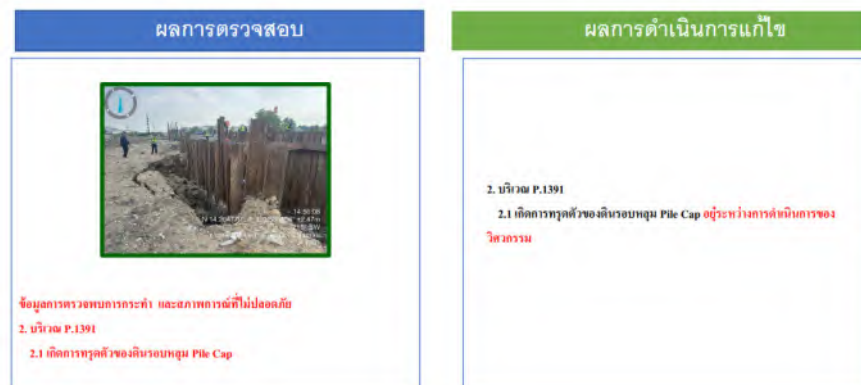 ผลการตรวจสอบ
ข้อมูลการตรวจพบการกระทำ และสภาพการณ์ที่ไม่ปลอดภัย
2. บริเวณ P.1391
2.1 เกิดการทรุดตัวของดินรอบหลุม Pile Cap
ผลการดำเนินการแก้ไข
2. บริเวณ P.1391
2.1 เกิดการทรุดตัวของดินรอบหลุม Pile Cap อยู่ระหว่างการดำเนินการของ
วิศวกรรม